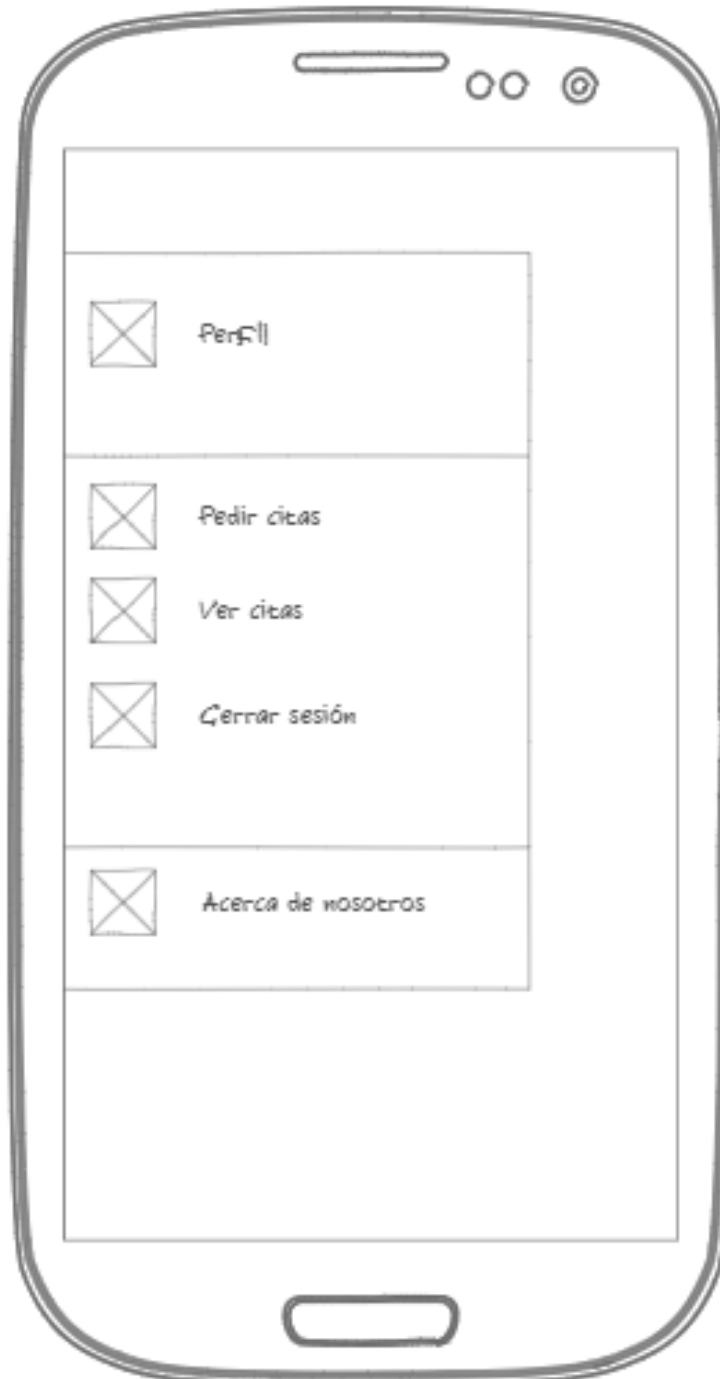 Perfil
Pedir citas
Ver citas
Cerrar sesión
Acerca de nosotros